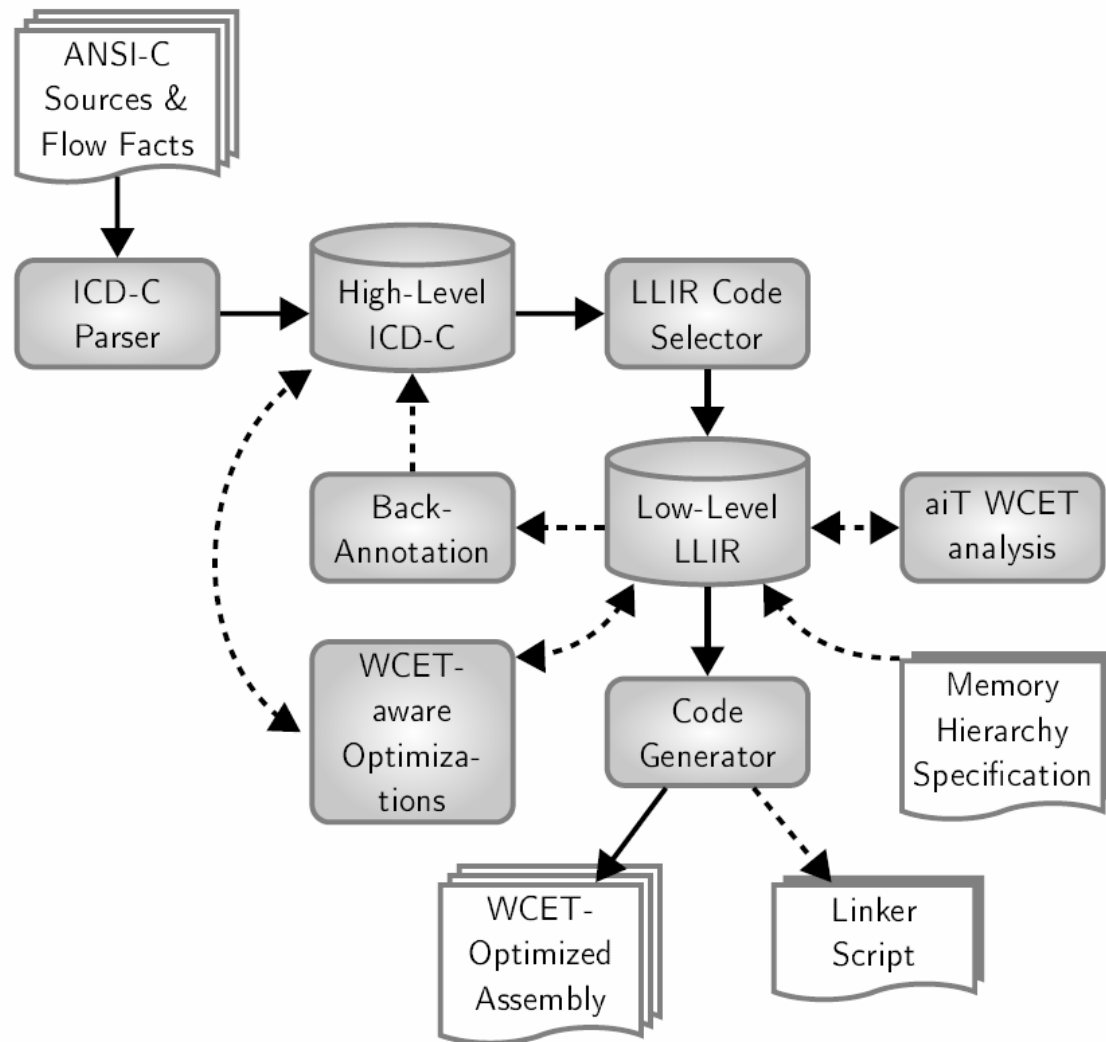 ANSI-C
Sources &
Flow Facts
ICD-C
Parser
High-Level
ICD-C
LLIR Code
Selector
Back-
Annotation
Low-Level
LLIR
aiT WCET
analysis
WCET-
aware
Optimiza-
tions
Code
Generator
Memory
Hierarchy
Specification
WCET-
Optimized
Assembly
Linker
Script